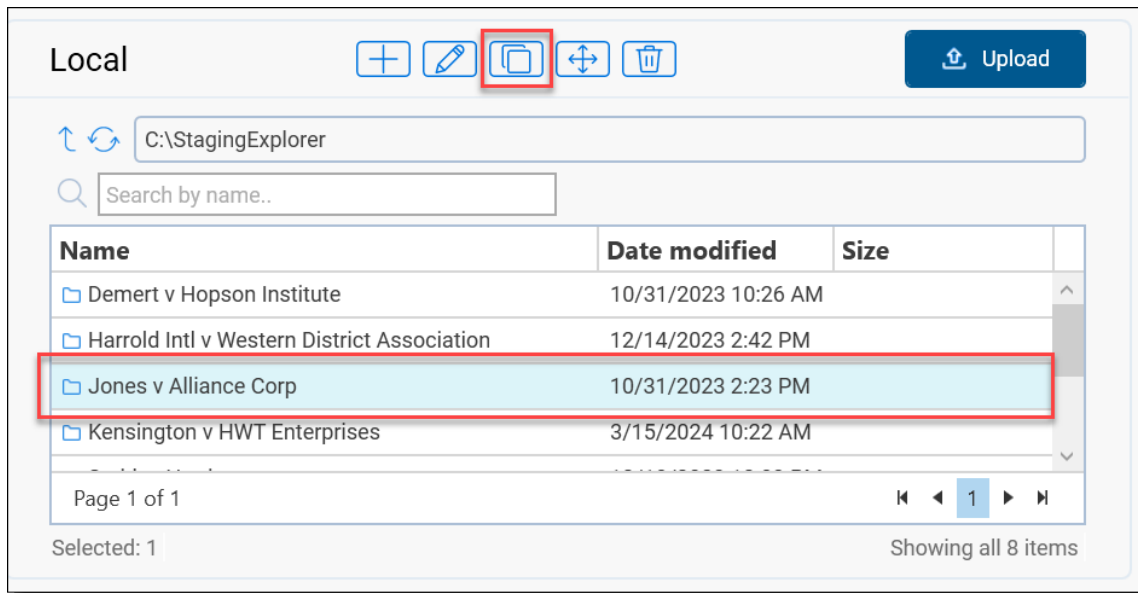 Local
Upload
C:\StagingExplorer
Search by name..
Name Date modified Size
Demert v Hopson Institute 10/31/2023 10:26 AM
Harrold Intl v Western District Association 12/14/2023 2:42 PM
Jones v Alliance Corp 10/31/2023 2:23 PM
Kensington v HWT Enterprises 3/15/2024 10:22 AM
Page 1 of 1 1
Selected: 1 Showing all 8 items